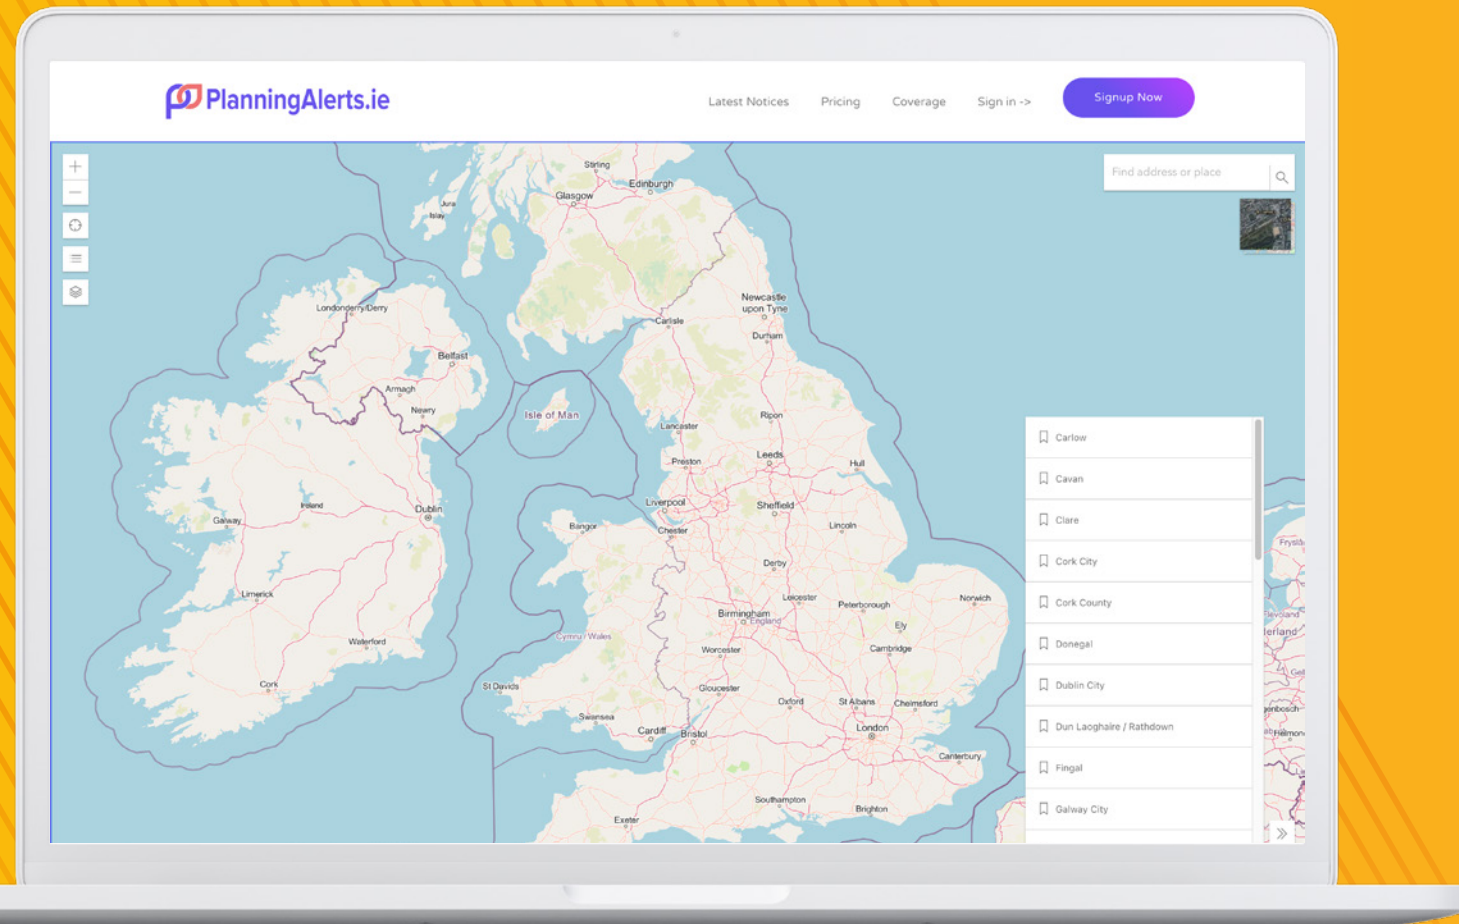 PlanningAlerts.ie
Latest Notices
Pricing
Coverage
Sign in ->
Signup Now
Find address or place
Stirling
Edinburgh
Glasgow
Jura
Islay
Londonderry/Derry
Newcastle
upon Tyne
Carlisle
Durham
Belfast
Armagh
Newry
Isle of Man
Ripon
Lancaster
Leeds
Preston
Hull
Liverpool
Sheffield
Ireland
Dublin
Galway
Bangor
Chester
Lincoln
Derby
Limerick
Leicester
Peterborough
Norwich
Birmingham
England
Ely
Cymru / Wales
Waterford
Worcester
Cambridge
Cork
St Davids
Gloucester
Oxford
St Albans
Chelmsford
Swansea
Cardiff
Bristol
London
Canterbury
Southampton
Brighton
Exeter
Carlow
Cavan
Clare
Cork City
Cork County
Donegal
Dublin City
Dun Laoghaire / Rathdown
Fingal
Galway City